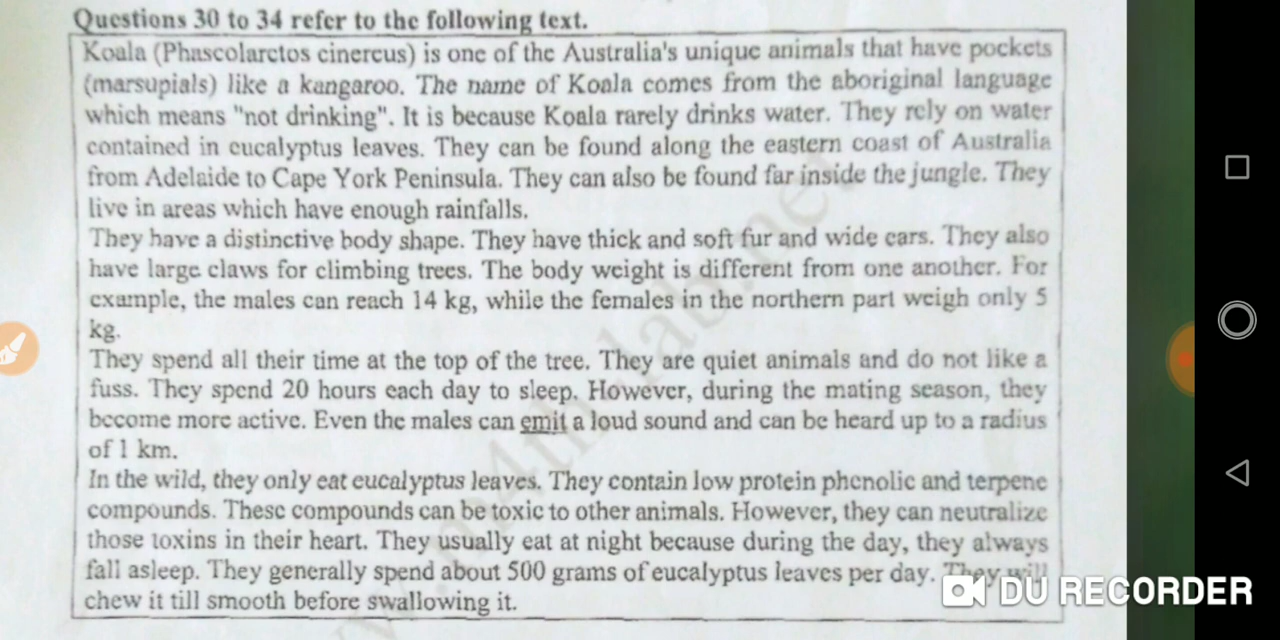 Questions 30 to 34 refer to the following text.
Koala (Phascolarctos cinercus) is one of the Australia's unique animals that have pockets
(marsupials) like a kangaroo. The name of Koala comes from the aboriginal language
which means "not drinking". It is because Koala rarely drinks water. They rely on water
contained in eucalyptus leaves. They can be found along the eastern coast of Australia
from Adelaide to Cape York Peninsula. They can also be found far inside the jungle. They
live in areas which have enough rainfalls.
They have a distinctive body shape. They have thick and soft fur and wide ears. They also
have large claws for climbing trees. The body weight is different from one another. For
example, the males can reach 14 kg, while the females in the northern part weigh only 5
kg.
They spend all their time at the top of the tree. They are quiet animals and do not like a
fuss. They spend 20 hours each day to sleep. However, during the mating season, they
become more active. Even the males can emit a loud sound and can be heard up to a radius
of 1 km.
In the wild, they only eat eucalyptus leaves. They contain low protein phenolic and terpene
compounds. These compounds can be toxic to other animals. However, they can neutralize
those toxins in their heart. They usually eat at night because during the day, they always
fall asleep. They generally spend about 500 grams of eucalyptus leaves per day. They will
chew it till smooth before swallowing it.
DU RECORDER